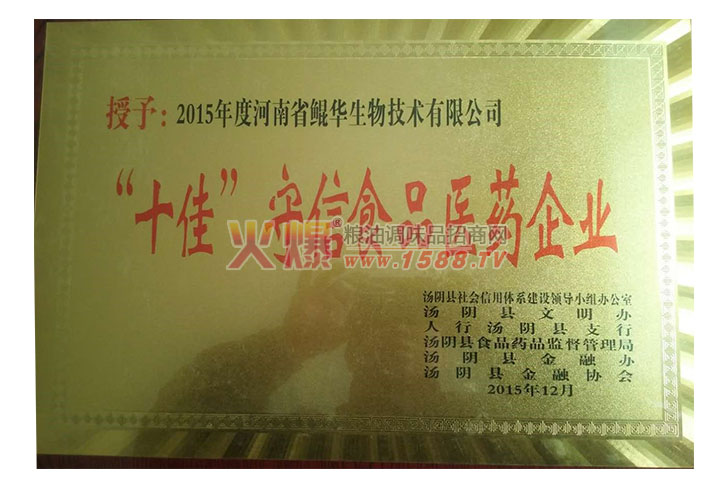 授予：2015年度河南省鲲华生物技术有限公司
“十佳”守信食品医药企业
火爆®粮油调味品招商网
www.1588.TV
汤阴县社会信用体系建设领导小组办公室
汤阴县文明办
人行汤阴县支行
汤阴县食品药品监督管理局
汤阴县金融办
汤阴县金融协会
2015年12月